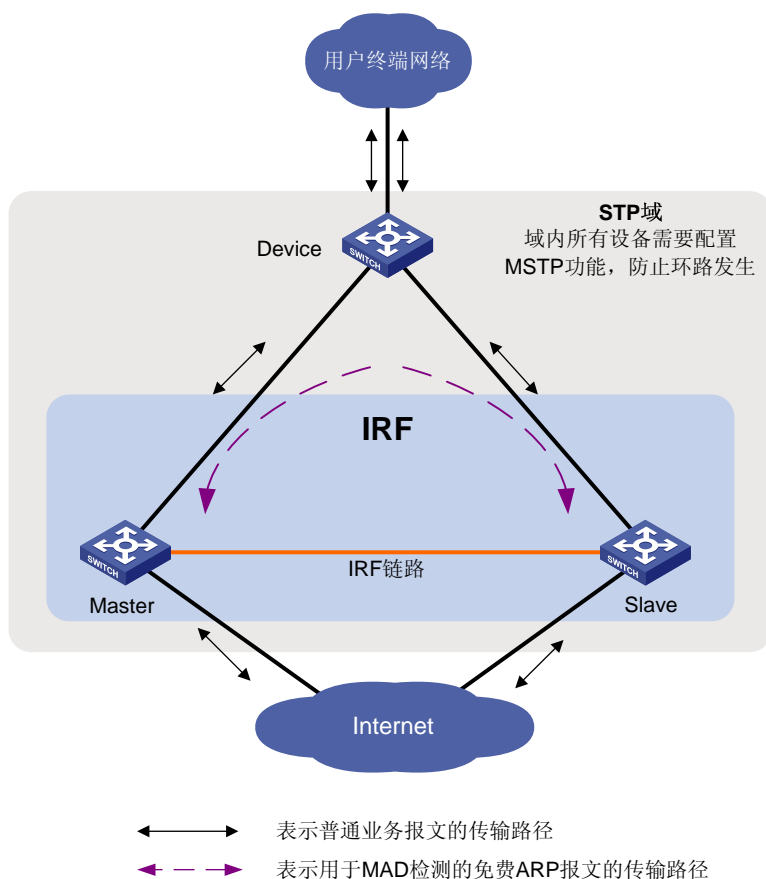 用户终端网络
STP域
域内所有设备需要配置
MSTP功能，防止环路发生
Device
SWITCH
IRF
SWITCH
SWITCH
IRF链路
Master
Slave
Internet
表示普通业务报文的传输路径
表示用于MAD检测的免费ARP报文的传输路径